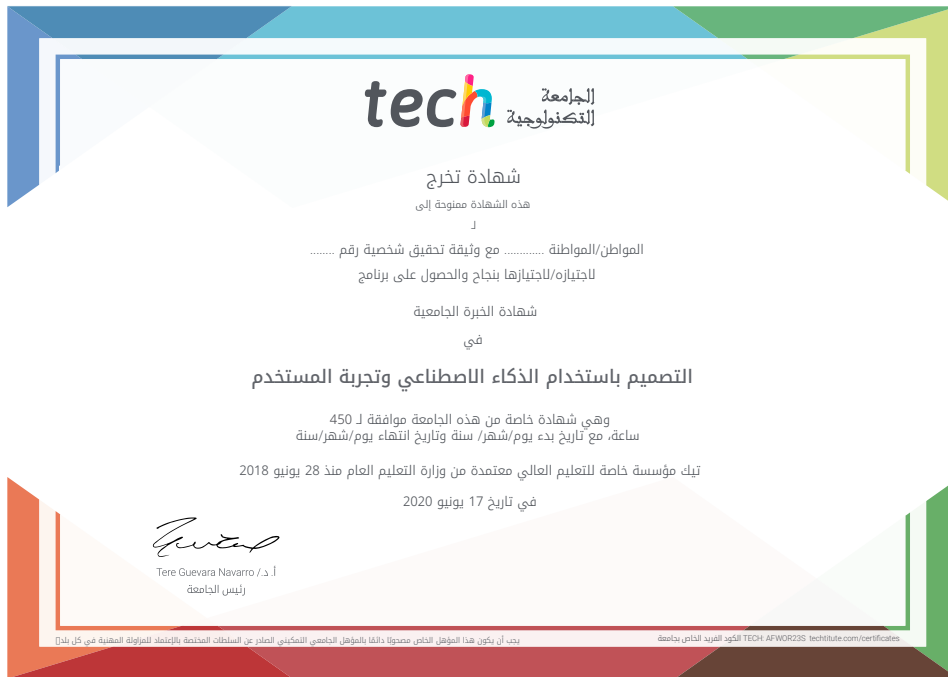 tech الجامعة
التكنولوجية
شهادة تخرج
هذه الشهادة ممنوحة إلى
لـ
المواطن/المواطنة ............. مع وثيقة تحقيق شخصية رقم ........
لاجتيازه/لاجتيازها بنجاح والحصول على برنامج
شهادة الخبرة الجامعية
في
التصميم باستخدام الذكاء الاصطناعي وتجربة المستخدم
وهي شهادة خاصة من هذه الجامعة موافقة لـ 450
ساعة، مع تاريخ بدء يوم/شهر/ سنة وتاريخ انتهاء يوم/شهر/سنة
تيك مؤسسة خاصة للتعليم العالي معتمدة من وزارة التعليم العام منذ 28 يونيو 2018
في تاريخ 17 يونيو 2020
أ. د./ Tere Guevara Navarro
رئيس الجامعة
الكود الفريد الخاص بجامعة TECH: AFWOR23S techtitute.com/certificates
يجب أن يكون هذا المؤهل الخاص مصحوبًا دائمًا بالمؤهل الجامعي التمكيني الصادر عن السلطات المختصة بالإعتماد للمزاولة المهنية في كل بلد